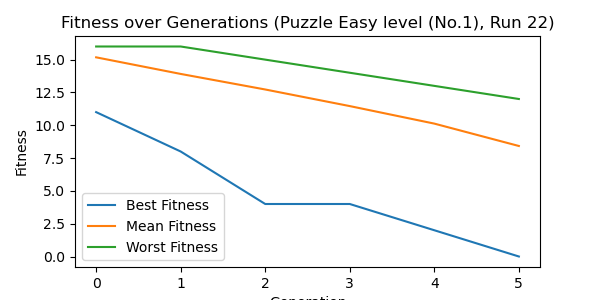 Fitness over Generations (Puzzle Easy level (No.1), Run 22)
15.0
12.5
10.0
7.5
5.0
2.5
0.0
Fitness
Best Fitness
Mean Fitness
Worst Fitness
0 1 2 3 4 5
Generation